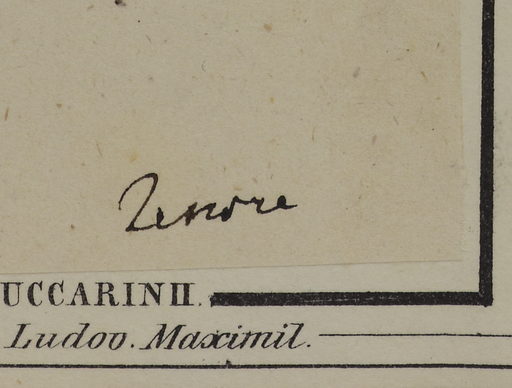 Tenore
UCCARINII.
Ludov. Maximil.